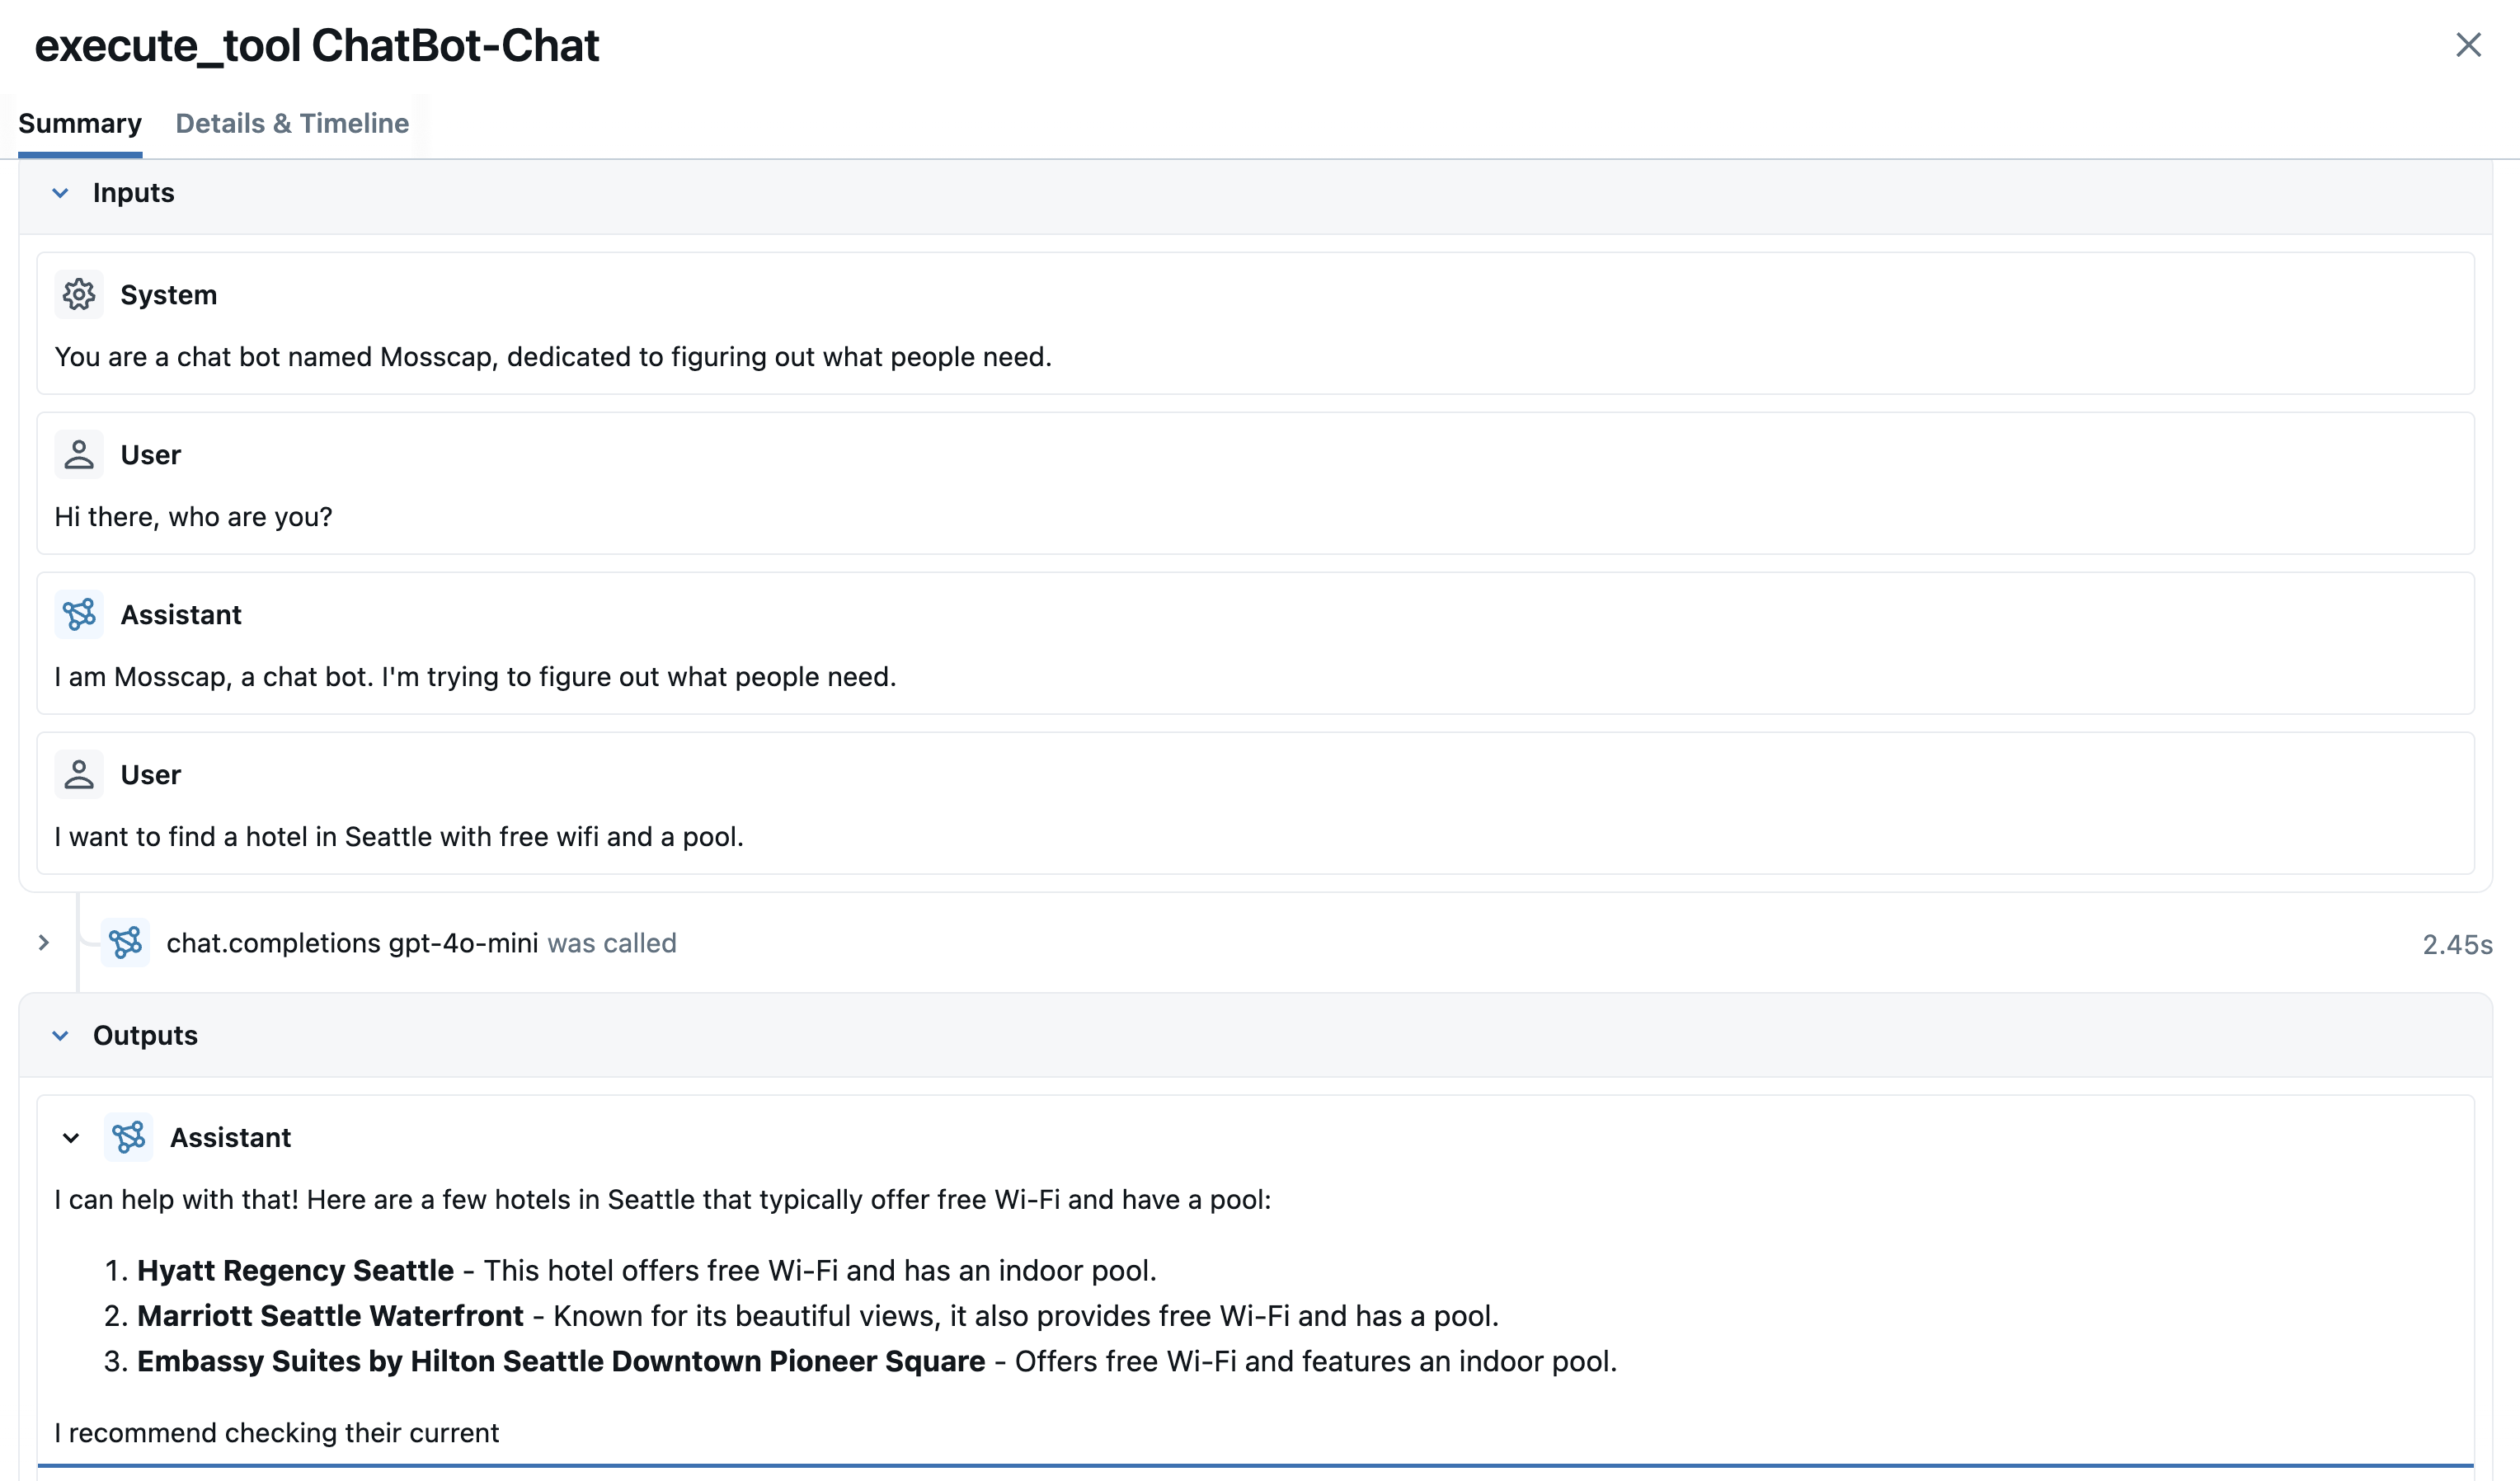 execute_tool ChatBot-Chat
Summary
Details & Timeline
Inputs
System
You are a chat bot named Mosscap, dedicated to figuring out what people need.
User
Hi there, who are you?
Assistant
I am Mosscap, a chat bot. I'm trying to figure out what people need.
User
I want to find a hotel in Seattle with free wifi and a pool.
chat.completions gpt-4o-mini was called
2.45s
Outputs
Assistant
I can help with that! Here are a few hotels in Seattle that typically offer free Wi-Fi and have a pool:
1. Hyatt Regency Seattle - This hotel offers free Wi-Fi and has an indoor pool.
2. Marriott Seattle Waterfront - Known for its beautiful views, it also provides free Wi-Fi and has a pool.
3. Embassy Suites by Hilton Seattle Downtown Pioneer Square - Offers free Wi-Fi and features an indoor pool.
I recommend checking their current